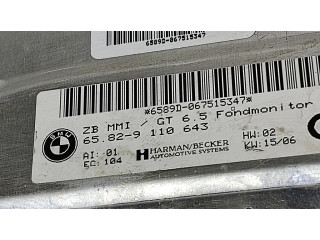 6589D-067515347*
*6589D-067515347*
BMW
ZB MMI / GT 6.5 Fondmonitor
65.82-9 110 643
AI: 01
EC: 104
HARMAN/BECKER
AUTOMOTIVE SYSTEMS
HW: 02
KW: 15/06